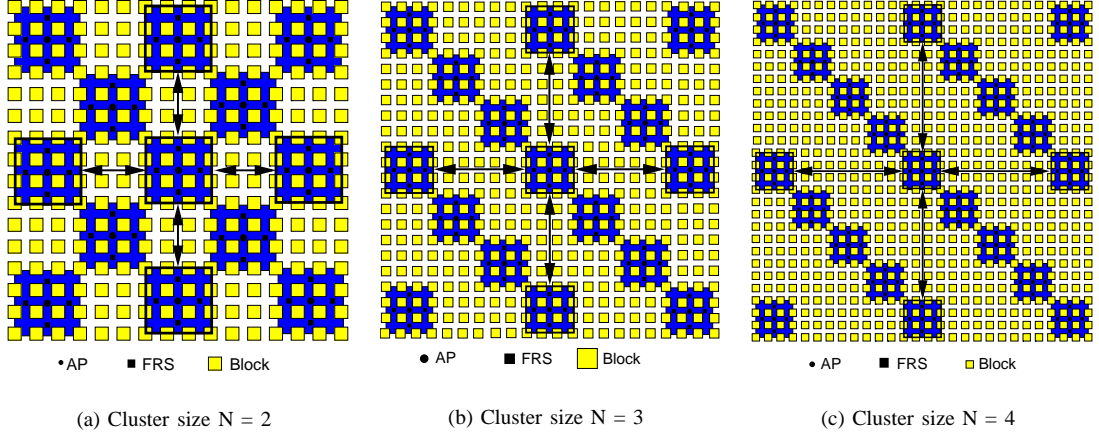 AP FRS Block
AP FRS Block
AP FRS Block
(a) Cluster size N = 2
(b) Cluster size N = 3
(c) Cluster size N = 4